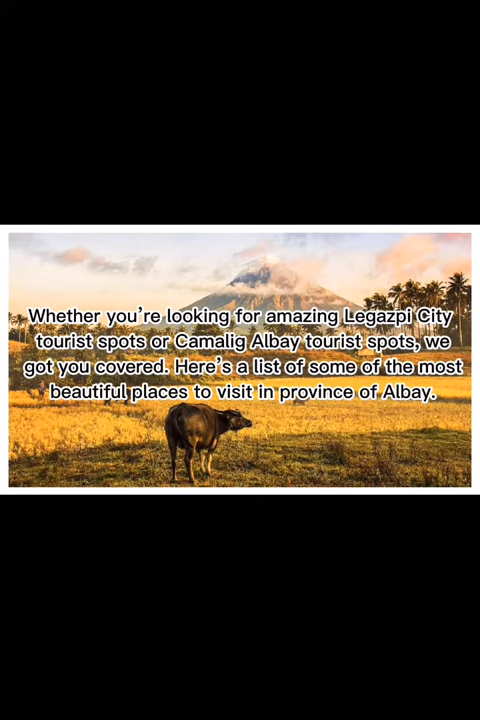 Whether you're looking for amazing Legazpi City
tourist spots or Camalig Albay tourist spots, we
got you covered. Here's a list of some of the most
beautiful places to visit in province of Albay.